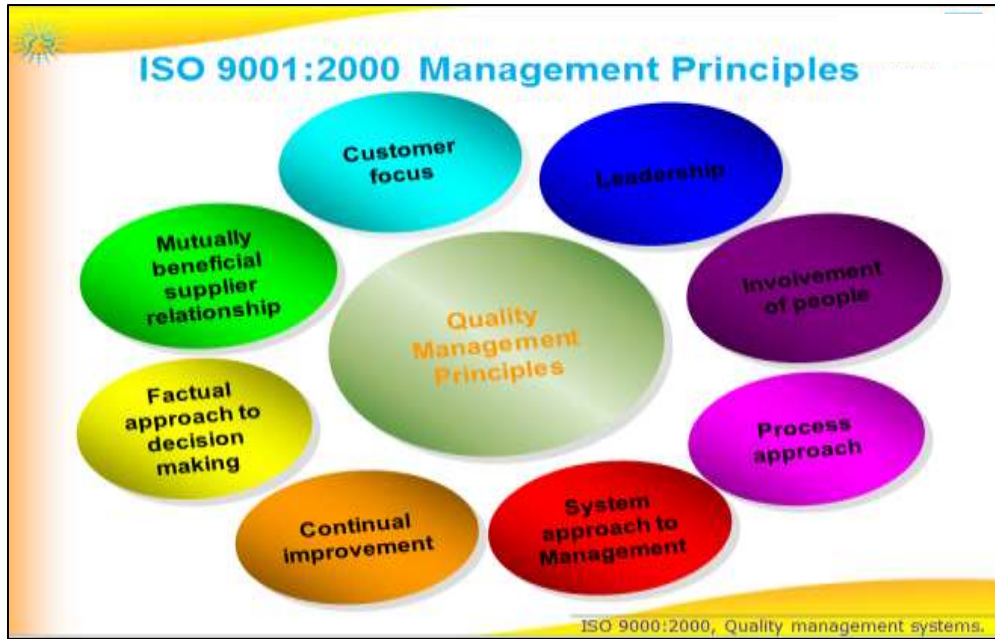 ISO 9001:2000 Management Principles
Customer
focus
Leadership
Involvement
of people
Process
approach
System
approach to
Management
Continual
improvement
Factual
approach to
decision
making
Mutually
beneficial
supplier
relationship
Quality
Management
Principles
ISO 9000:2000, Quality management systems.